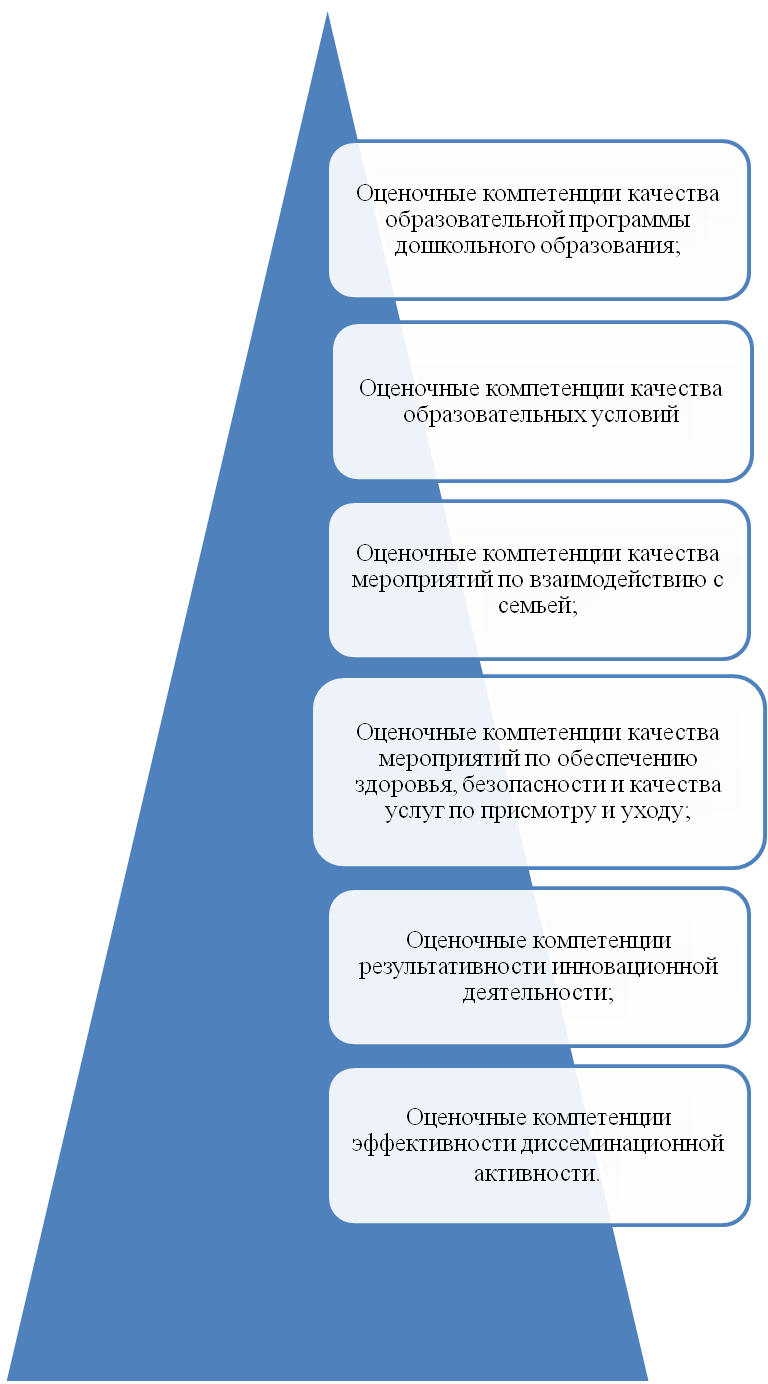 Оценочные компетенции качества
образовательной программы
дошкольного образования;
Оценочные компетенции качества
образовательных условий
Оценочные компетенции качества
мероприятий по взаимодействию с
семьей;
Оценочные компетенции качества
мероприятий по обеспечению
здоровья, безопасности и качества
услуг по присмотру и уходу;
Оценочные компетенции
результативности инновационной
деятельности;
Оценочные компетенции
эффективности диссеминационной
активности.